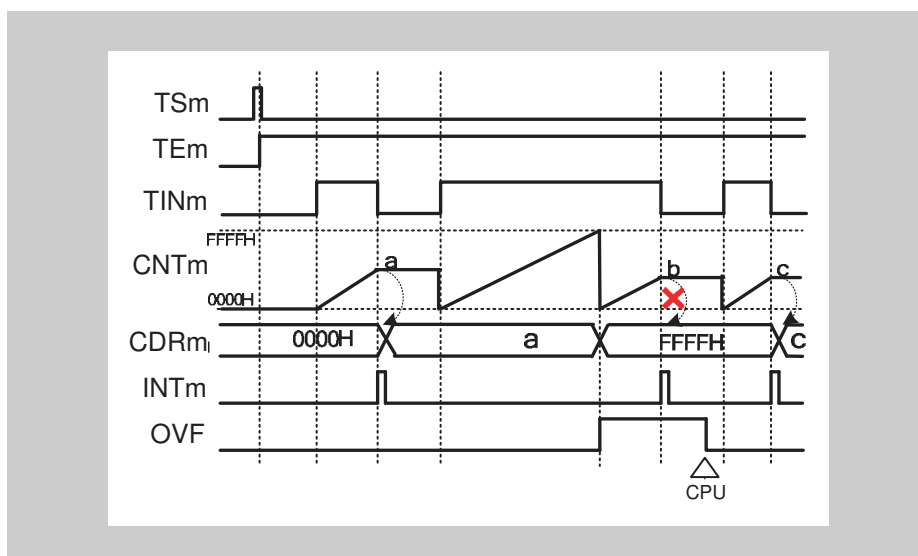 TSm
TEm
TINm
FFFFH
CNTm
a
b
c
0000H
CDRm
0000H
a
FFFFH
c
INTm
OVF
CPU